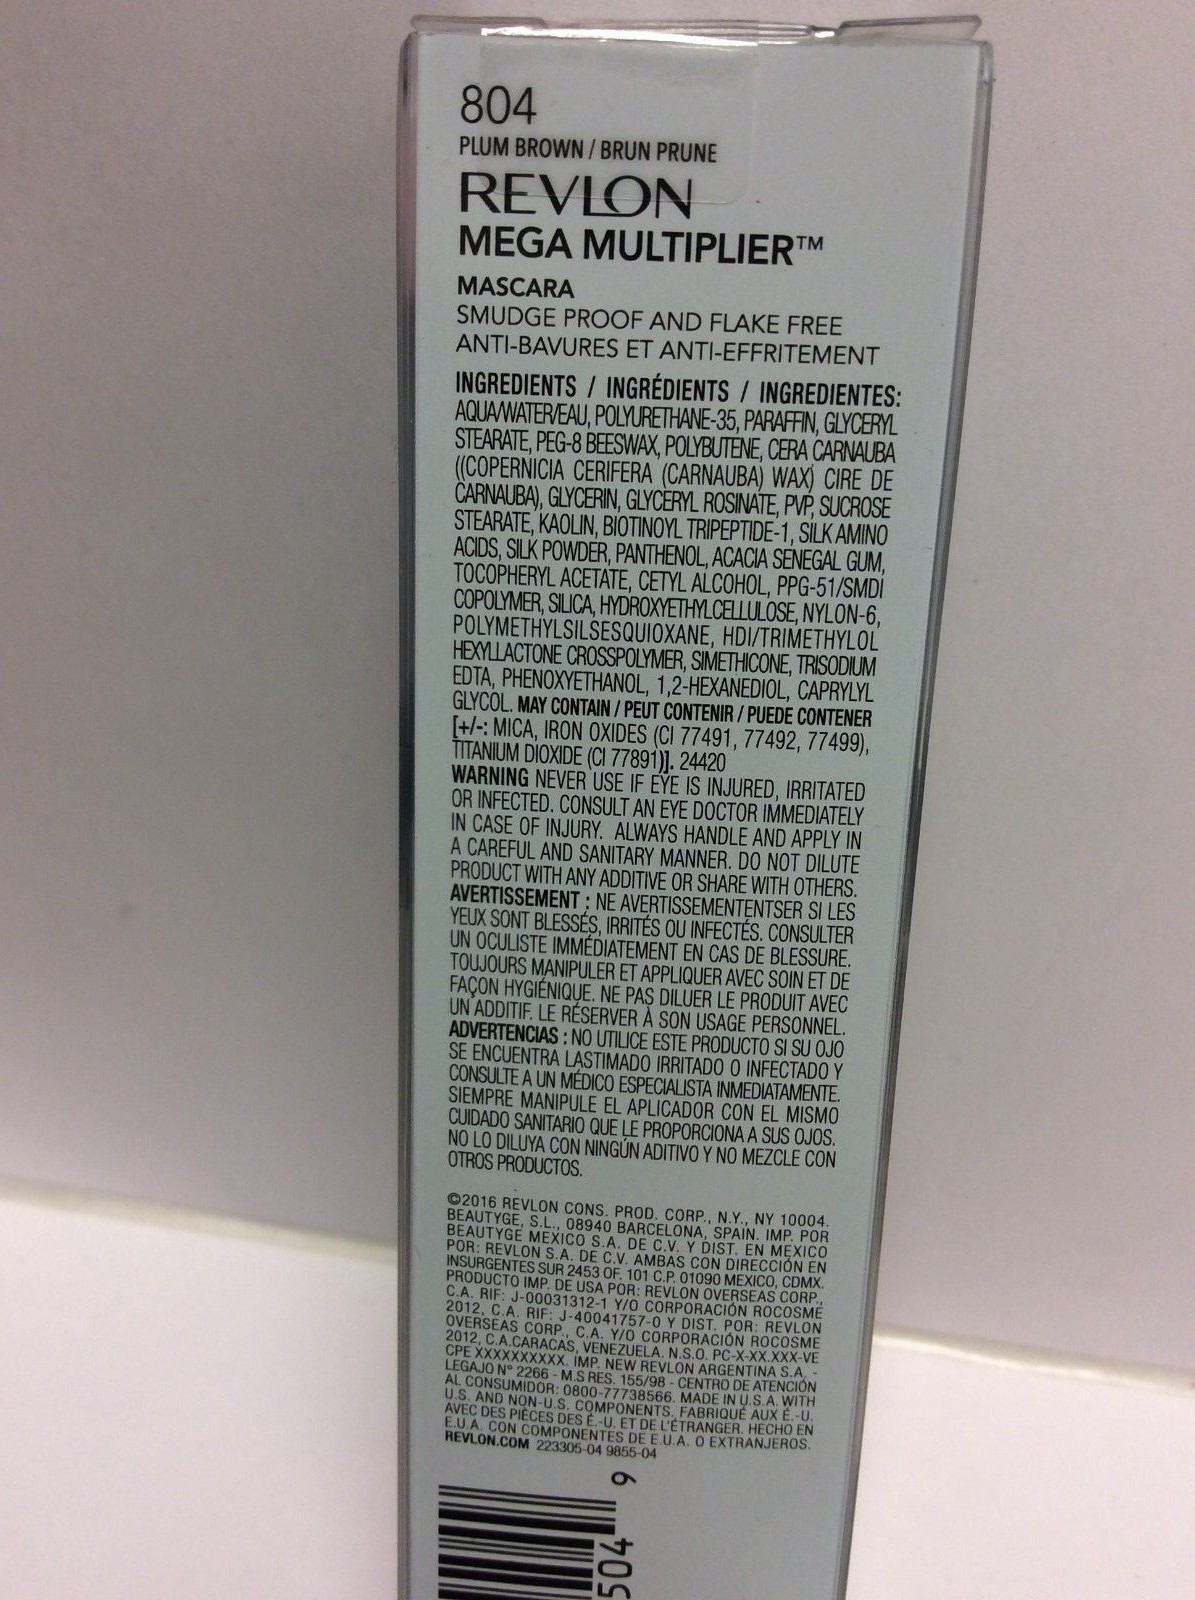 804
PLUM BROWN / BRUN PRUNE
REVLON
MEGA MULTIPLIER™
MASCARA
SMUDGE PROOF AND FLAKE FREE
ANTI-BAVURES ET ANTI-EFFRITEMENT
INGREDIENTS / INGRÉDIENTS / INGREDIENTES:
AQUA/WATER/EAU, POLYURETHANE-35, PARAFFIN, GLYCERYL
STEARATE, PEG-8 BEESWAX, POLYBUTENE, CERA CARNAUBA
((COPERNICIA CERIFERA (CARNAUBA) WAX) CIRE DE
CARNAUBA), GLYCERIN, GLYCERYL ROSINATE, PVP, SUCROSE
STEARATE, KAOLIN, BIOTINOYL TRIPEPTIDE-1, SILK AMINO
ACIDS, SILK POWDER, PANTHENOL, ACACIA SENEGAL GUM,
TOCOPHERYL ACETATE, CETYL ALCOHOL, PPG-51/SMDI
COPOLYMER, SILICA, HYDROXYETHYLCELLULOSE, NYLON-6,
POLYMETHYLSILSESQUIOXANE, HDI/TRIMETHYLOL
HEXYLLACTONE CROSSPOLYMER, SIMETHICONE, TRISODIUM
EDTA, PHENOXYETHANOL, 1,2-HEXANEDIOL, CAPRYLYL
GLYCOL. MAY CONTAIN / PEUT CONTENIR / PUEDE CONTENER
[+/-: MICA, IRON OXIDES (CI 77491, 77492, 77499),
TITANIUM DIOXIDE (CI 77891)]. 24420
WARNING NEVER USE IF EYE IS INJURED, IRRITATED
OR INFECTED. CONSULT AN EYE DOCTOR IMMEDIATELY
IN CASE OF INJURY. ALWAYS HANDLE AND APPLY IN
A CAREFUL AND SANITARY MANNER. DO NOT DILUTE
PRODUCT WITH ANY ADDITIVE OR SHARE WITH OTHERS.
AVERTISSEMENT : NE AVERTISSEMENTENTSER SI LES
YEUX SONT BLESSÉS, IRRITÉS OU INFECTÉS. CONSULTER
UN OCULISTE IMMÉDIATEMENT EN CAS DE BLESSURE.
TOUJOURS MANIPULER ET APPLIQUER AVEC SOIN ET DE
FAÇON HYGIÉNIQUE. NE PAS DILUER LE PRODUIT AVEC
UN ADDITIF. LE RÉSERVER À SON USAGE PERSONNEL.
ADVERTENCIAS : NO UTILICE ESTE PRODUCTO SI SU OJO
SE ENCUENTRA LASTIMADO IRRITADO O INFECTADO Y
CONSULTE A UN MÉDICO ESPECIALISTA INMEDIATAMENTE.
SIEMPRE MANIPULE EL APLICADOR CON EL MISMO
CUIDADO SANITARIO QUE LE PROPORCIONA A SUS OJOS.
NO LO DILUYA CON NINGÚN ADITIVO Y NO MEZCLE CON
OTROS PRODUCTOS.
©2016 REVLON CONS. PROD. CORP., N.Y., NY 10004.
BEAUTYGE, S.L., 08940 BARCELONA, SPAIN. IMP. POR
BEAUTYGE MEXICO S.A. DE C.V. Y DIST. EN MEXICO
POR: REVLON S.A. DE C.V. AMBAS CON DIRECCIÓN EN
INSURGENTES SUR 2453 OF. 101 C.P. 01090 MEXICO, CDMX.
PRODUCTO IMP. DE USA POR: REVLON OVERSEAS CORP.,
C.A. RIF: J-00031312-1 Y/O CORPORACIÓN ROCOSME
2012, C.A. RIF: J-40041757-0 Y DIST. POR: REVLON
OVERSEAS CORP., C.A. Y/O CORPORACIÓN ROCOSME
2012, C.A.CARACAS, VENEZUELA. N.S.O. PC-X-XX.XXX-VE
CPE XXXXXXXXXX. IMP. NEW REVLON ARGENTINA S.A. -
LEGAJO N° 2266 - M.S RES. 155/98 - CENTRO DE ATENCIÓN
AL CONSUMIDOR: 0800-77738566. MADE IN U.S.A. WITH
U.S. AND NON-U.S. COMPONENTS. FABRIQUÉ AUX É.-U.
AVEC DES PIÈCES DES É.-U. ET DE L'ÉTRANGER. HECHO EN
E.U.A. CON COMPONENTES DE E.U.A. O EXTRANJEROS.
REVLON.COM 223305-04 9855-04
504 9